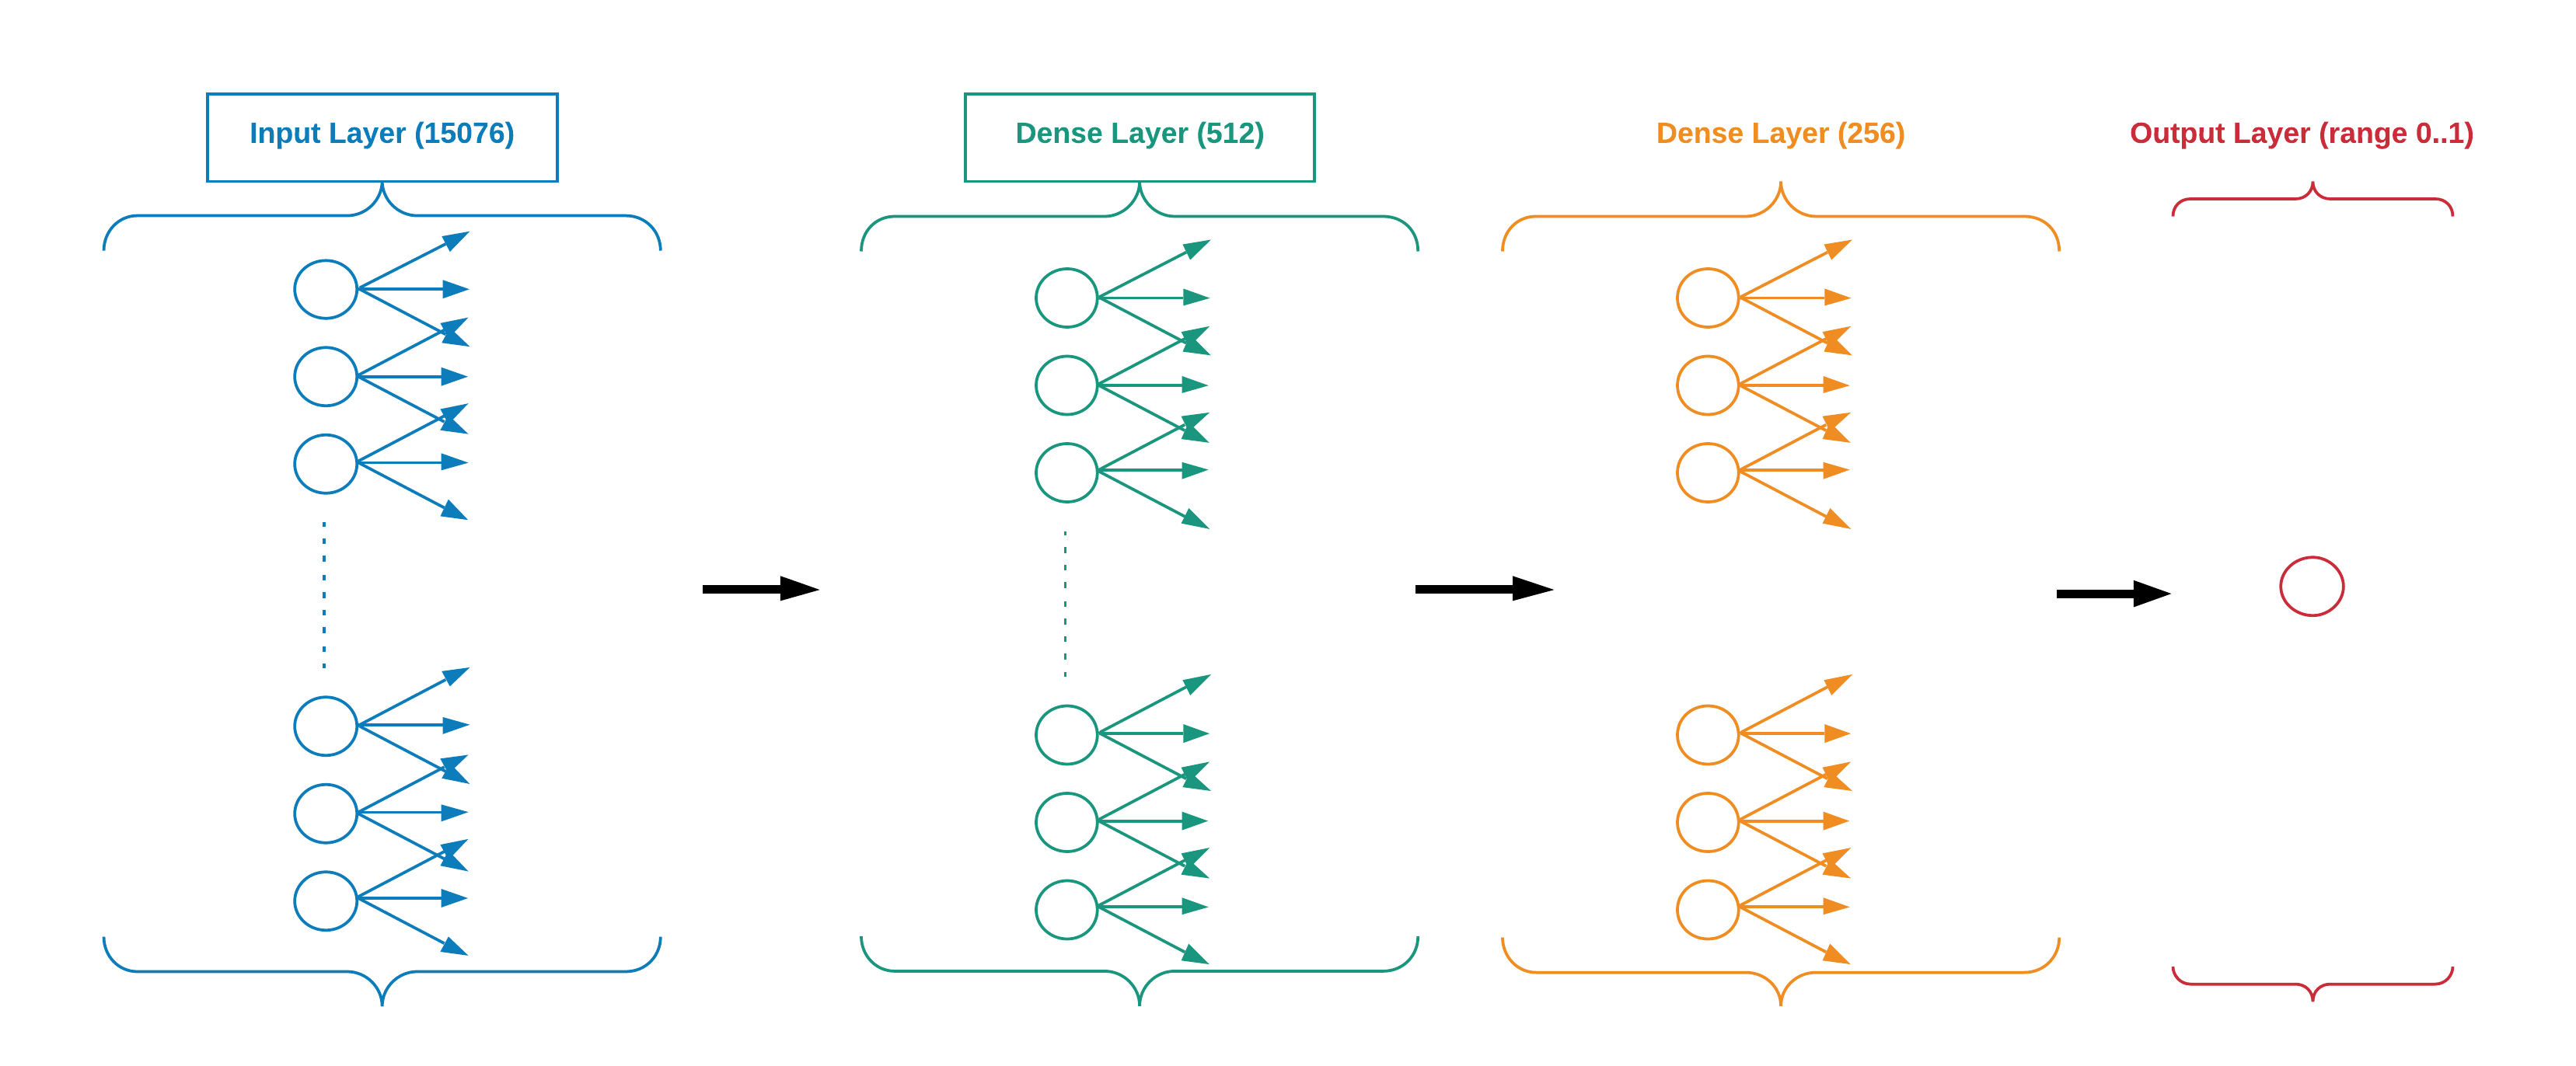 Input Layer (15076)
Dense Layer (512)
Dense Layer (256)
Output Layer (range 0..1)